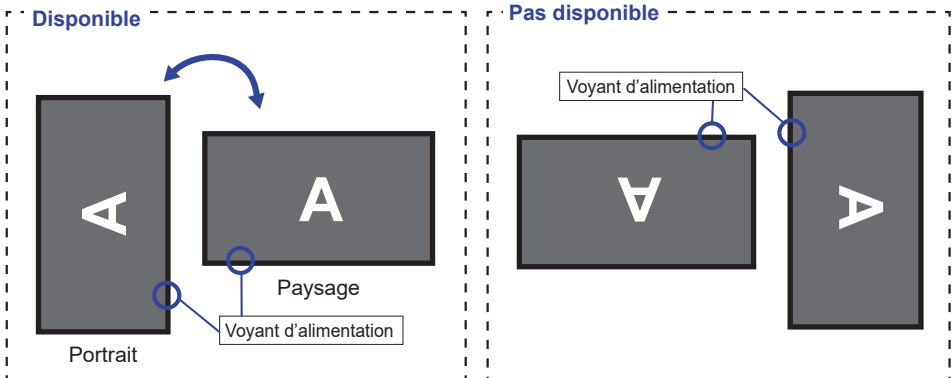 Disponible
A
A
Paysage
Voyant d’alimentation
Portrait
Pas disponible
Voyant d’alimentation
A
A